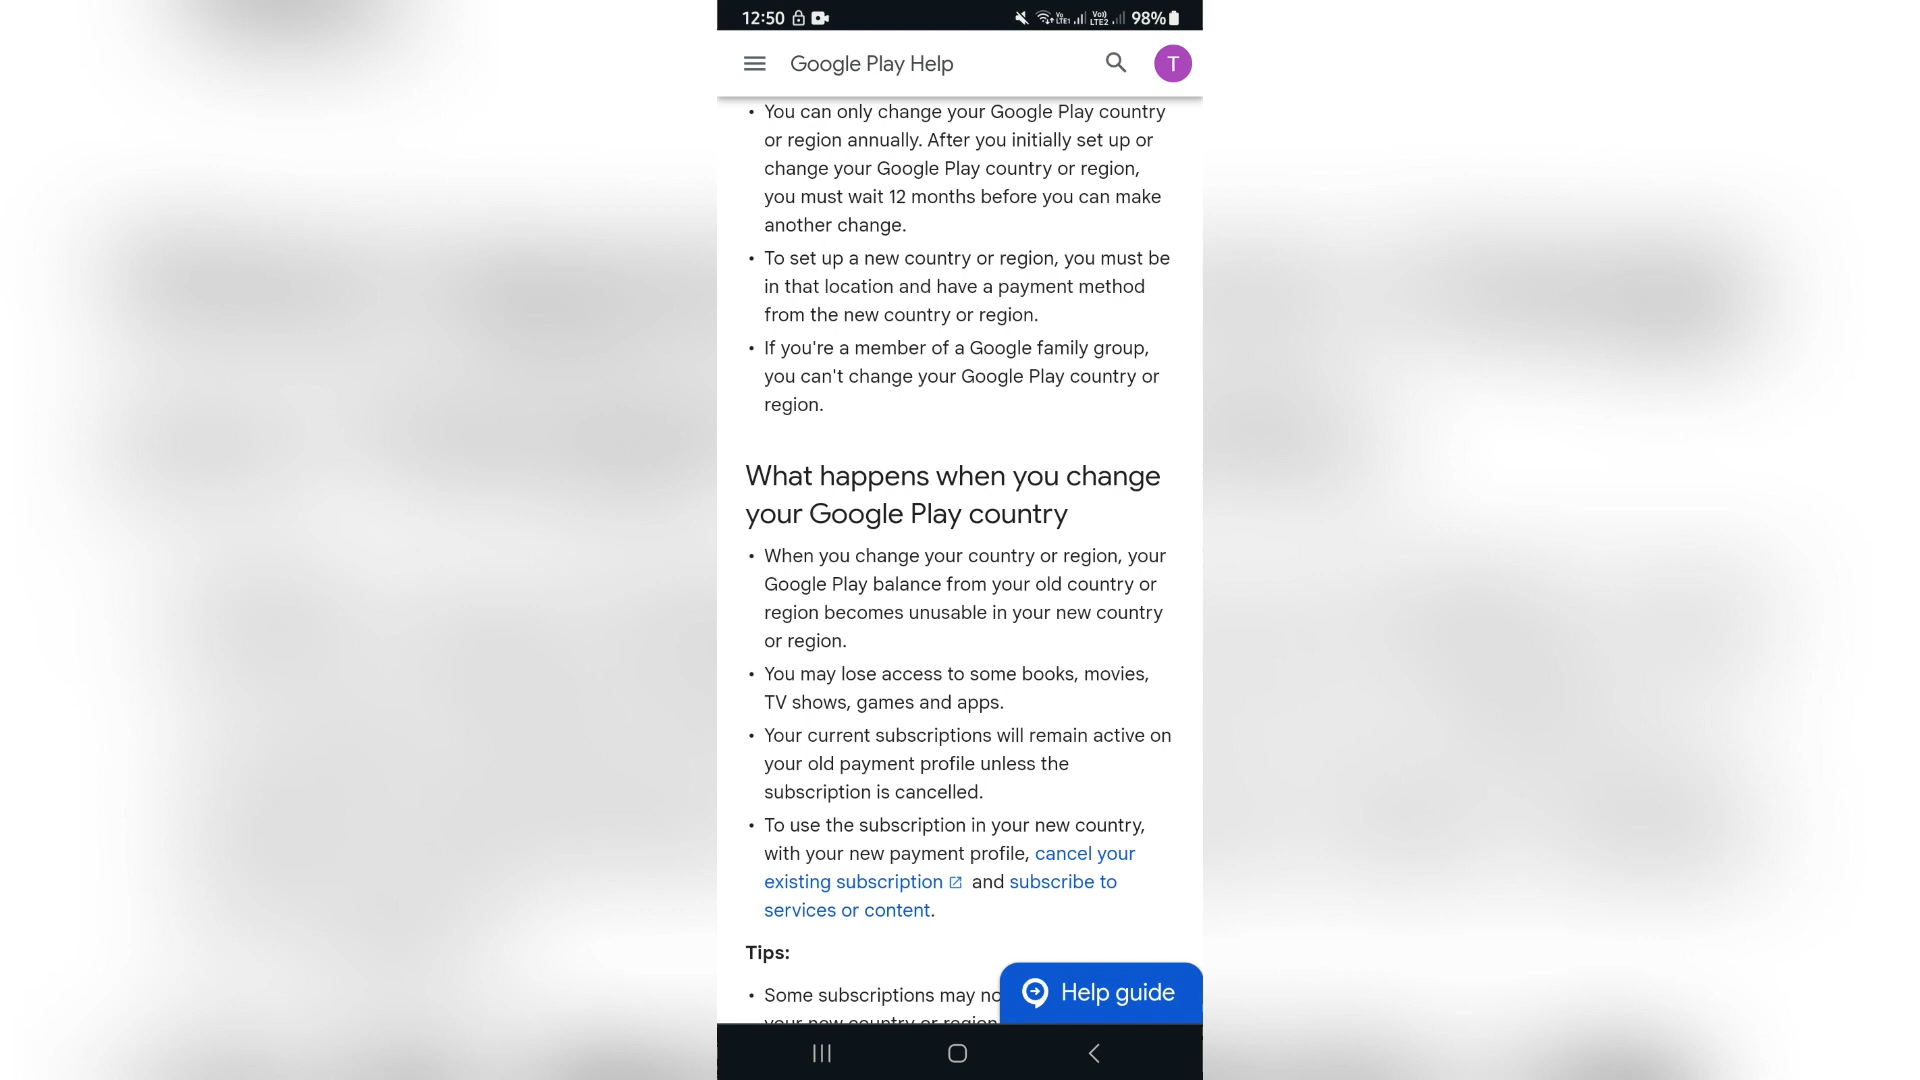 12:50 Vo LTE1 Vo) LTE2 98%
Google Play Help T
• You can only change your Google Play country
or region annually. After you initially set up or
change your Google Play country or region,
you must wait 12 months before you can make
another change.
• To set up a new country or region, you must be
in that location and have a payment method
from the new country or region.
• If you're a member of a Google family group,
you can't change your Google Play country or
region.
What happens when you change
your Google Play country
• When you change your country or region, your
Google Play balance from your old country or
region becomes unusable in your new country
or region.
• You may lose access to some books, movies,
TV shows, games and apps.
• Your current subscriptions will remain active on
your old payment profile unless the
subscription is cancelled.
• To use the subscription in your new country,
with your new payment profile, cancel your
existing subscription and subscribe to
services or content.
Tips:
• Some subscriptions may no
your new country or region
Help guide